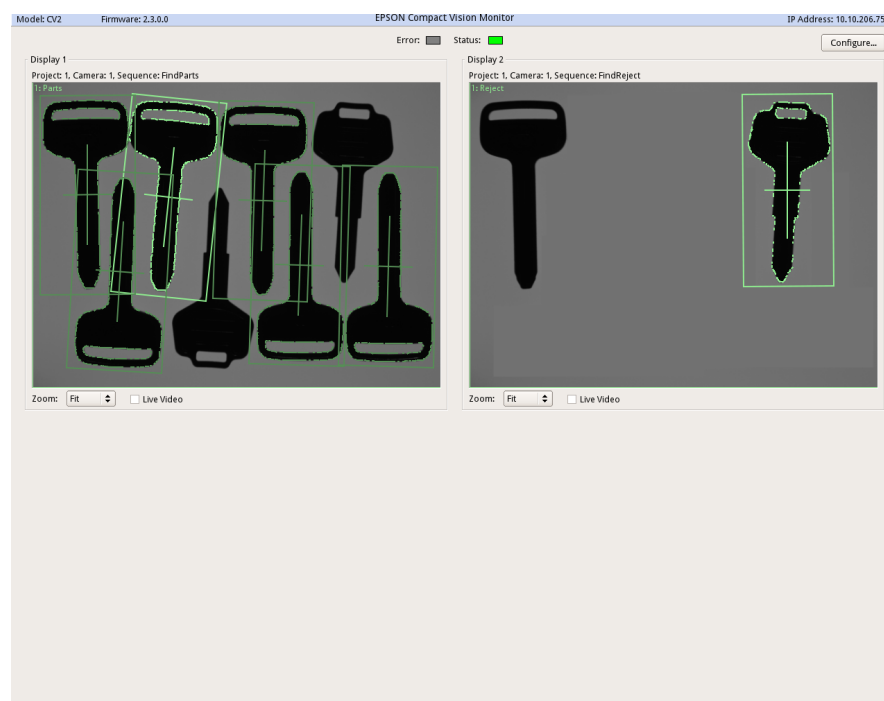 Model: CV2 Firmware: 2.3.0.0 EPSON Compact Vision Monitor IP Address: 10.10.206.75
Error: Status:
Configure...
Display 1
Project: 1, Camera: 1, Sequence: FindParts
1: Parts
Zoom: Fit Live Video
Display 2
Project: 1, Camera: 1, Sequence: FindReject
1: Reject
Zoom: Fit Live Video